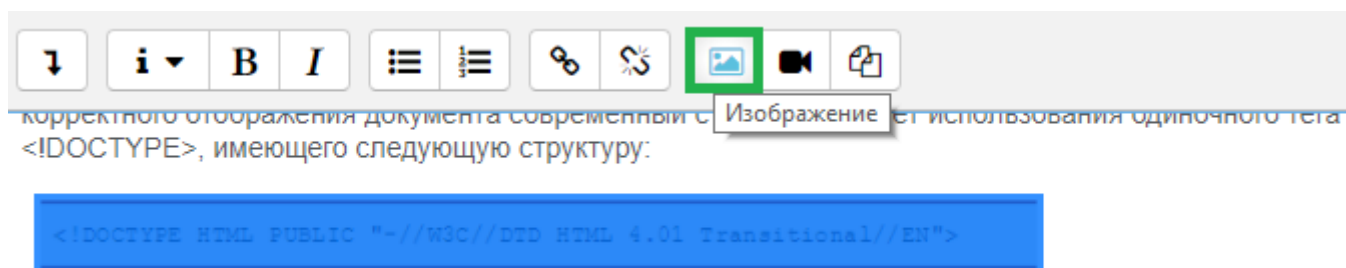 i B I
Изображение
корректного отображения документа современный с ет использования одиночного тега
<!DOCTYPE>, имеющего следующую структуру:
<!DOCTYPE HTML PUBLIC "-//W3C//DTD HTML 4.01 Transitional//EN">